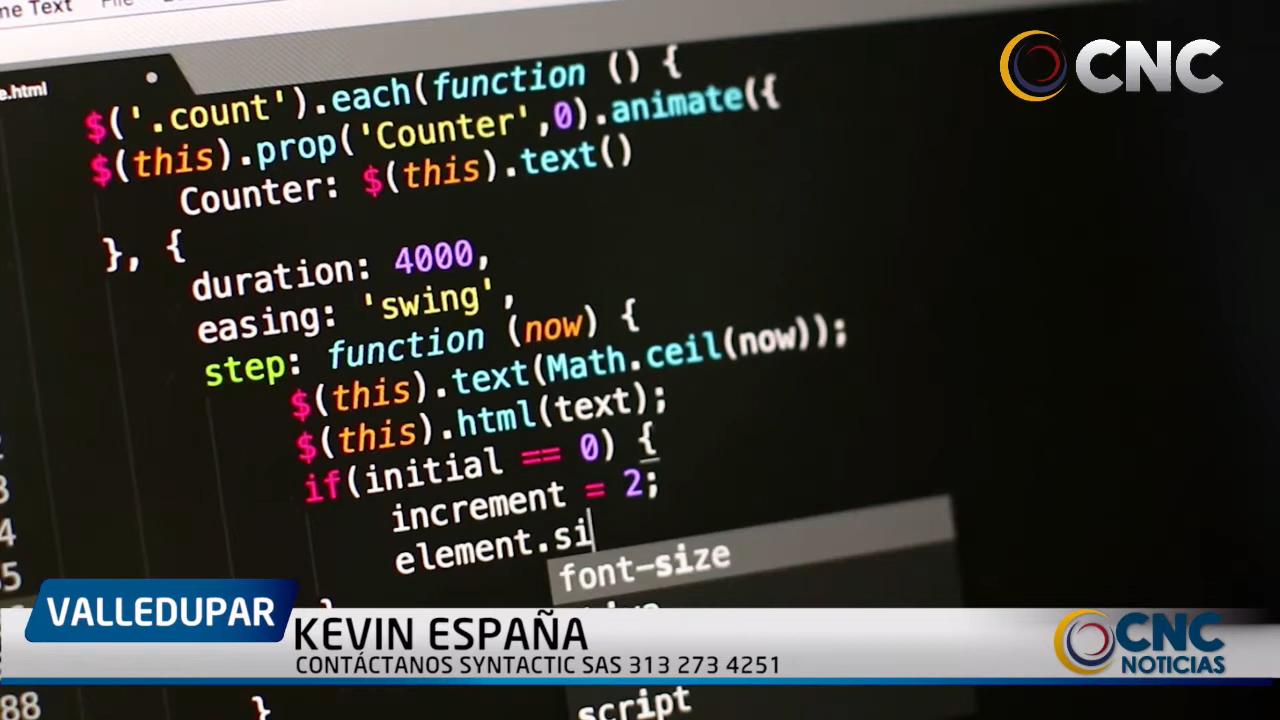 me Text File
CNC
e.html
$('.count').each(function () {
$(this).prop('Counter',0).animate({
Counter: $(this).text()
}, {
duration: 4000,
easing: 'swing',
step: function (now) {
$(this).text(Math.ceil(now));
$(this).html(text);
if(initial == 0) {
increment = 2;
element.si
font-size
}
VALLEDUPAR
KEVIN ESPAÑA
CONTÁCTANOS SYNTACTIC SAS 313 273 4251
CNC
NOTICIAS
88
}
script